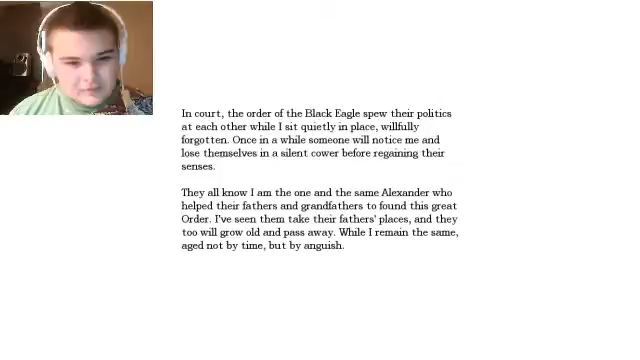 In court, the order of the Black Eagle spew their politics
at each other while I sit quietly in place, willfully
forgotten. Once in a while someone will notice me and
lose themselves in a silent cower before regaining their
senses.
They all know I am the one and the same Alexander who
helped their fathers and grandfathers to found this great
Order. I've seen them take their fathers' places, and they
too will grow old and pass away. While I remain the same,
aged not by time, but by anguish.